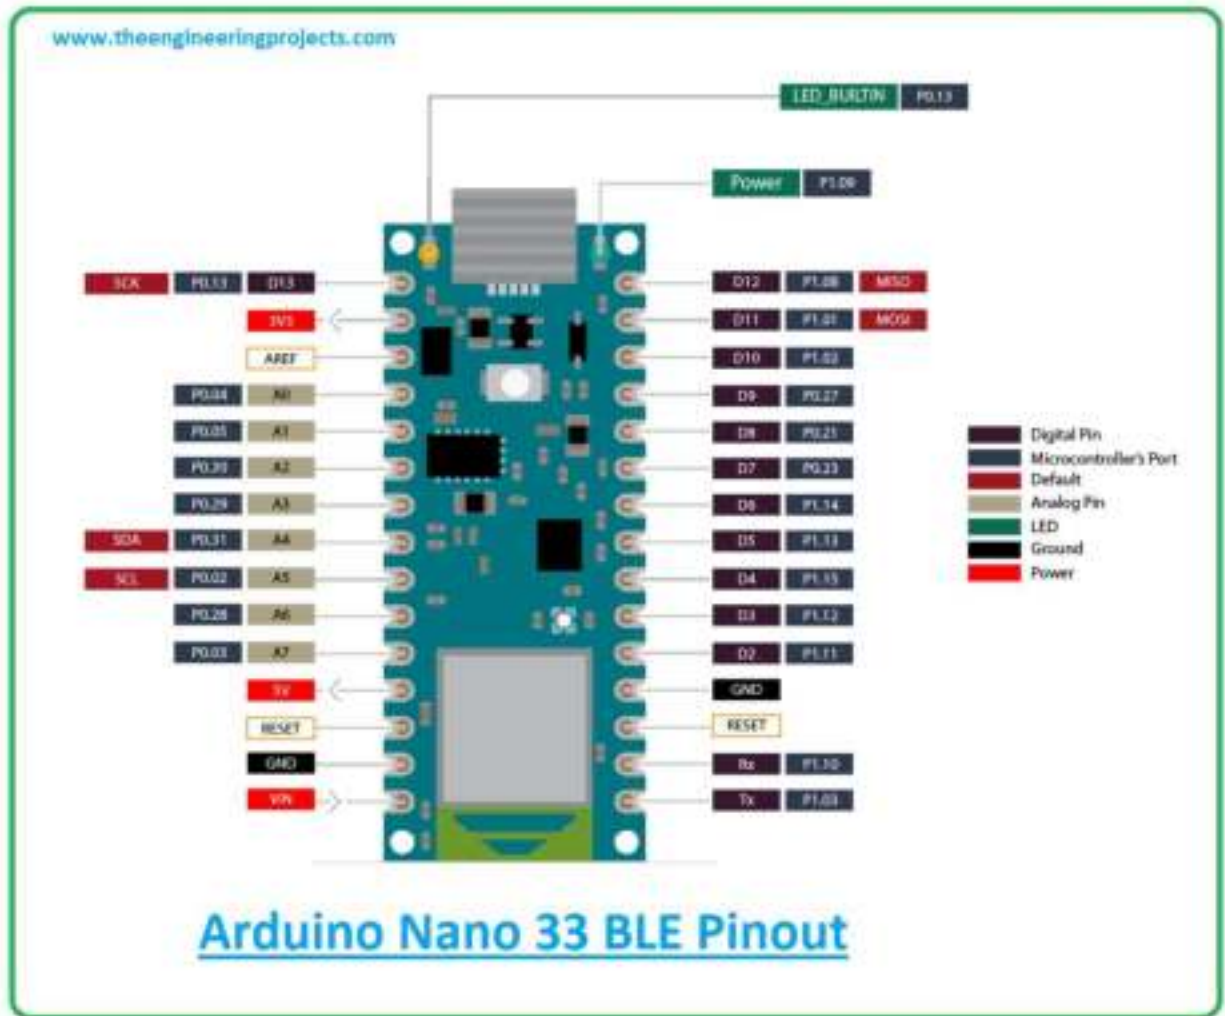 www.theengineeringprojects.com
LED_BURTIN P0.13
Power P1.09
SCK P0.13 D13
D12 P1.08 MISO
3V3
D11 P1.01 MOSI
AREF
D10 P1.02
P0.04 A0
D9 P0.27
P0.05 A1
D8 P0.21
P0.30 A2
D7 P0.23
P0.29 A3
D6 P1.14
SDA P0.31 A4
D5 P1.13
SCL P0.02 A5
D4 P1.15
P0.28 A6
D3 P1.12
P0.03 A7
D2 P1.11
5V
GND
RESET
RESET
GND
Rx P1.10
VIN
Tx P1.03
Digital Pin
Microcontroller's Port
Default
Analog Pin
LED
Ground
Power
Arduino Nano 33 BLE Pinout